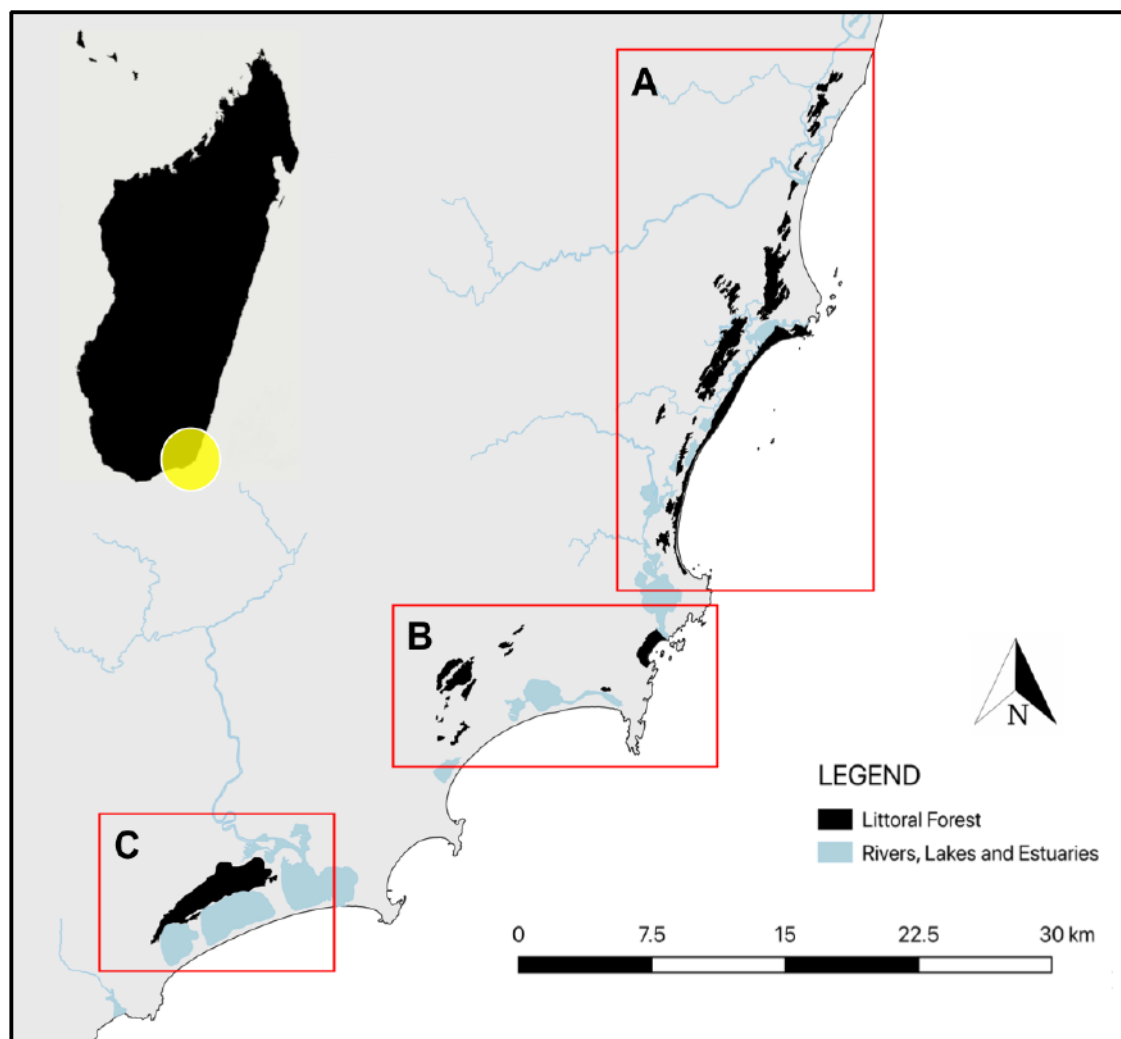 A
B
C
N
LEGEND
Littoral Forest
Rivers, Lakes and Estuaries
0 7.5 15 22.5 30 km